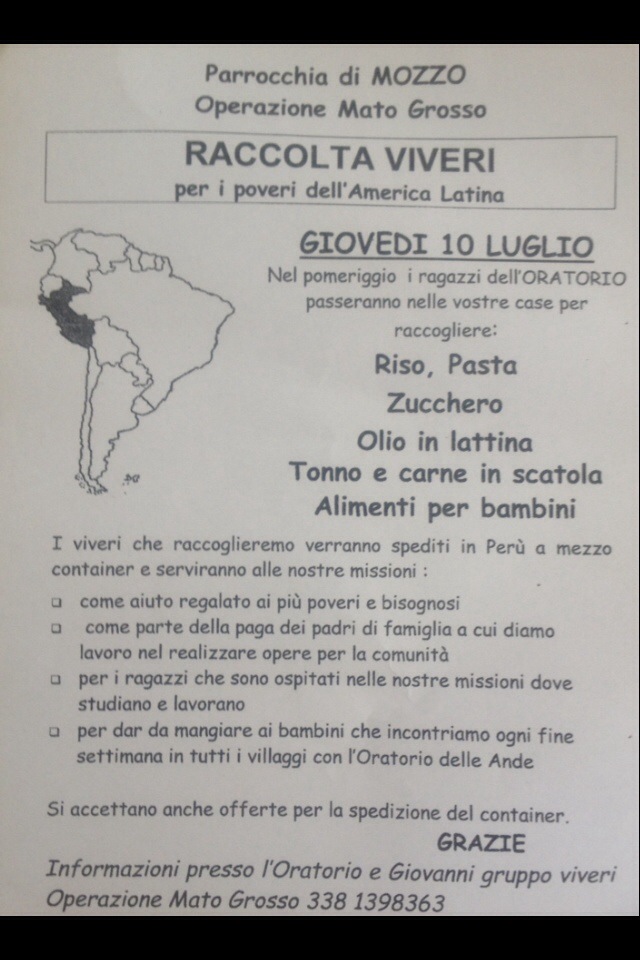 Parrocchia di MOZZO
Operazione Mato Grosso
RACCOLTA VIVERI
per i poveri dell'America Latina
GIOVEDI 10 LUGLIO
Nel pomeriggio i ragazzi dell'ORATORIO
passeranno nelle vostre case per
raccogliere:
Riso, Pasta
Zucchero
Olio in lattina
Tonno e carne in scatola
Alimenti per bambini
I viveri che raccoglieremo verranno spediti in Perù a mezzo
container e serviranno alle nostre missioni :
❑ come aiuto regalato ai più poveri e bisognosi
❑ come parte della paga dei padri di famiglia a cui diamo
lavoro nel realizzare opere per la comunità
❑ per i ragazzi che sono ospitati nelle nostre missioni dove
studiano e lavorano
❑ per dar da mangiare ai bambini che incontriamo ogni fine
settimana in tutti i villaggi con l'Oratorio delle Ande
Si accettano anche offerte per la spedizione del container.
GRAZIE
Informazioni presso l'Oratorio e Giovanni gruppo viveri
Operazione Mato Grosso 338 1398363